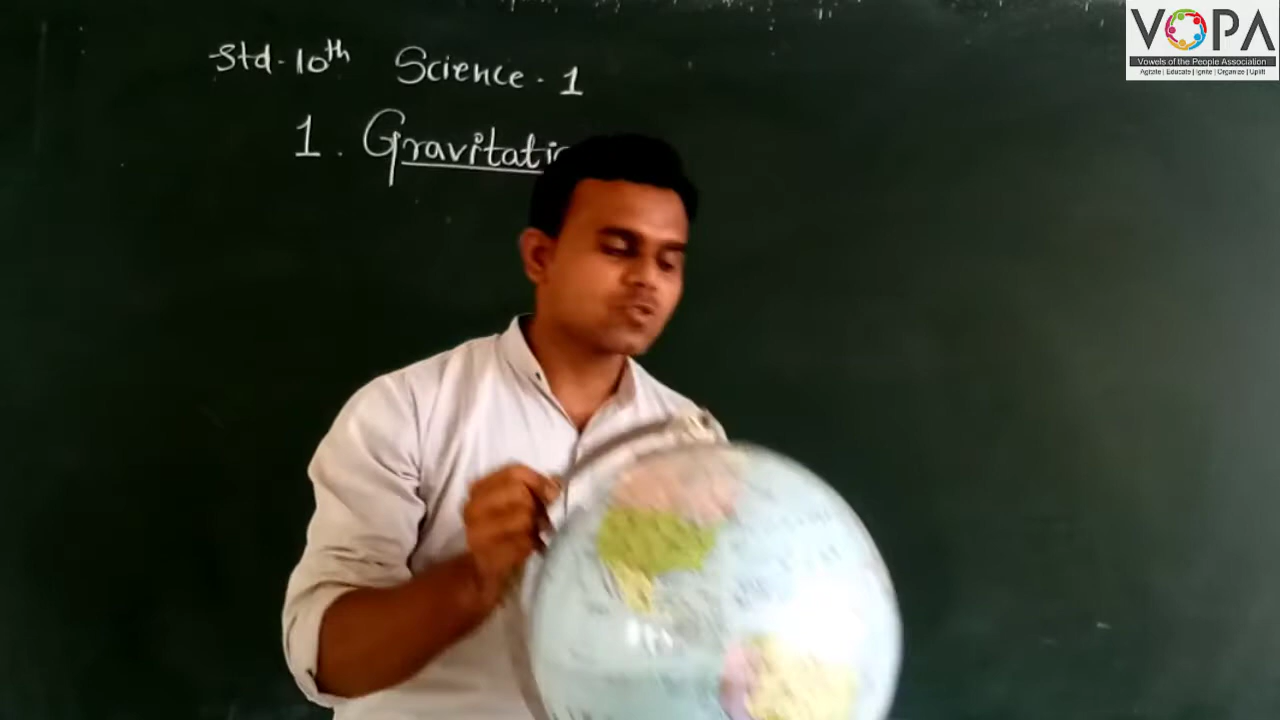 Std. 10th Science - 1
1. Gravitatio
VOPA
Vowels of the People Association
Agitate | Educate | Ignite | Organize | Uplift